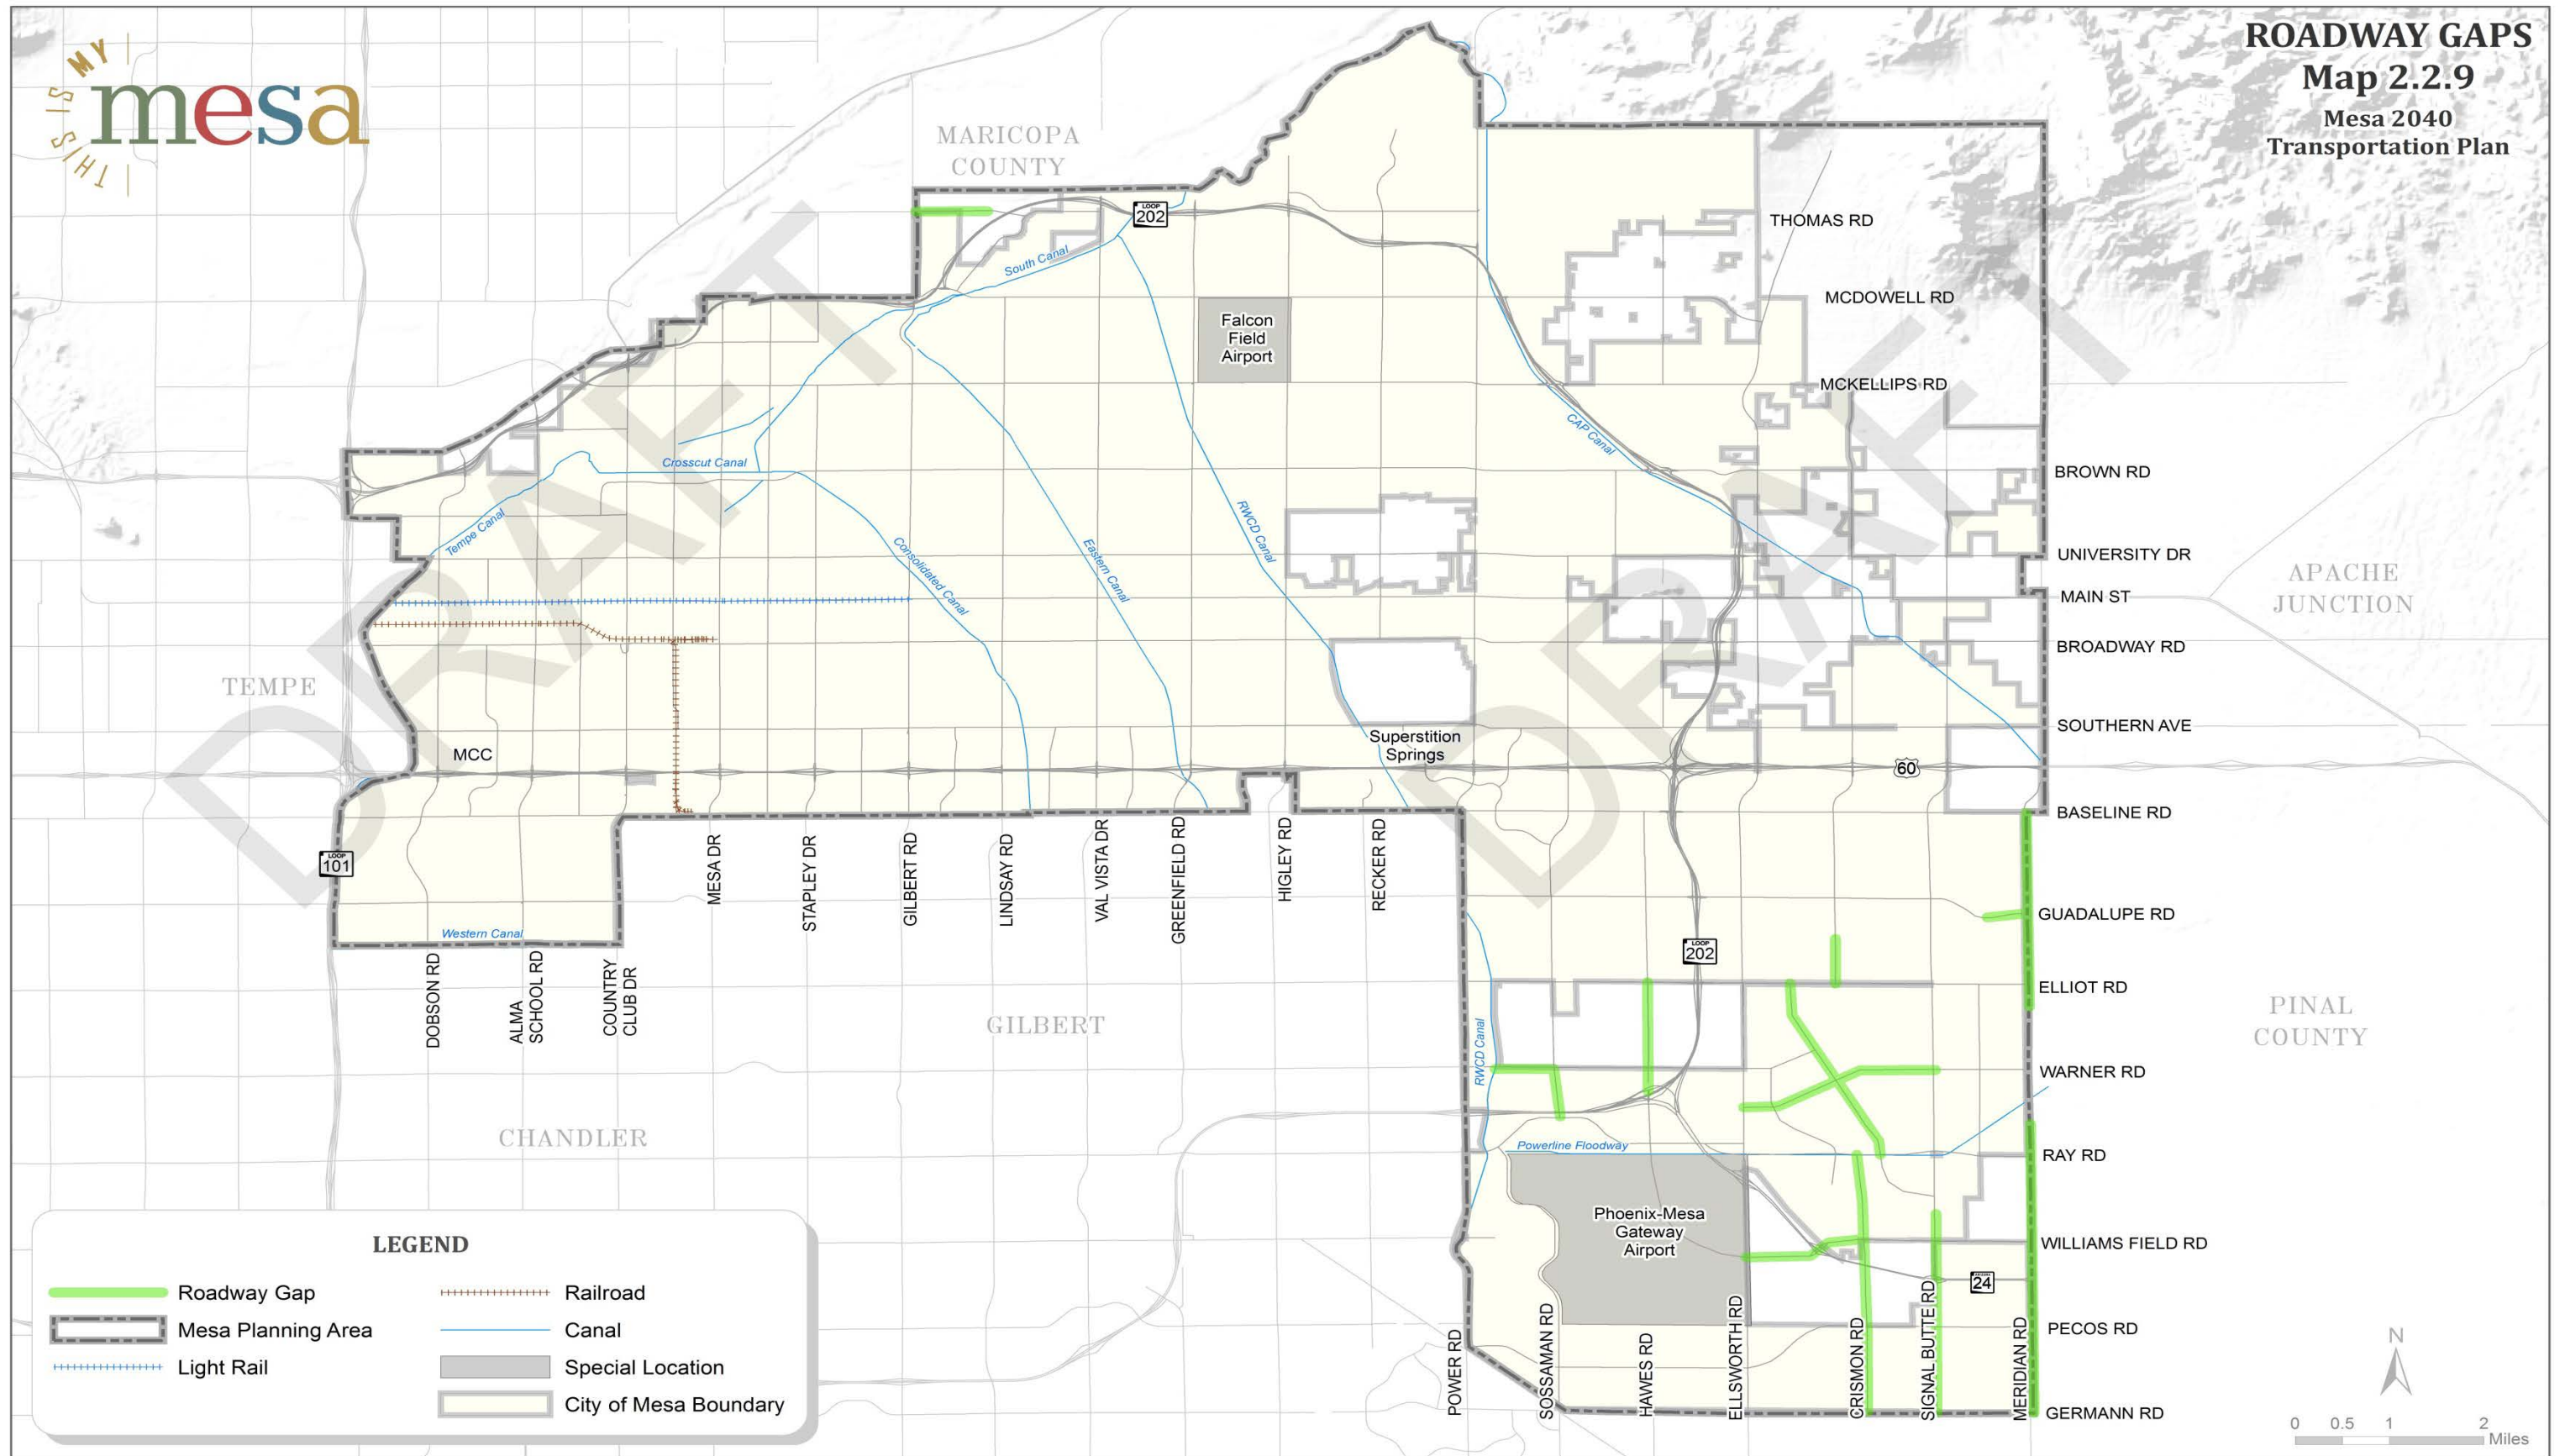 THIS IS MY
mesa
ROADWAY GAPS
Map 2.2.9
Mesa 2040
Transportation Plan
MARICOPA
COUNTY
LOOP
202
South Canal
THOMAS RD
MCDOWELL RD
Falcon
Field
Airport
MCKELLIPS RD
DRAFT
DRAFT
CAP Canal
Crosscut Canal
BROWN RD
Tempe Canal
Consolidated Canal
Eastern Canal
RWCD Canal
UNIVERSITY DR
APACHE
JUNCTION
MAIN ST
BROADWAY RD
TEMPE
SOUTHERN AVE
MCC
Superstition
Springs
60
BASELINE RD
LOOP
101
MESA DR
STAPLEY DR
GILBERT RD
LINDSAY RD
VAL VISTA DR
GREENFIELD RD
HIGLEY RD
RECKER RD
GUADALUPE RD
Western Canal
LOOP
202
DOBSON RD
ALMA
SCHOOL RD
COUNTRY
CLUB DR
ELLIOT RD
GILBERT
PINAL
COUNTY
RWCD Canal
WARNER RD
CHANDLER
Powerline Floodway
RAY RD
Phoenix-Mesa
Gateway
Airport
WILLIAMS FIELD RD
24
PECOS RD
POWER RD
SOSSAMAN RD
HAWES RD
ELLSWORTH RD
CRISMON RD
SIGNAL BUTTE RD
MERIDIAN RD
GERMANN RD
LEGEND
Roadway Gap
Mesa Planning Area
Light Rail
Railroad
Canal
Special Location
City of Mesa Boundary
N
0 0.5 1 2
Miles